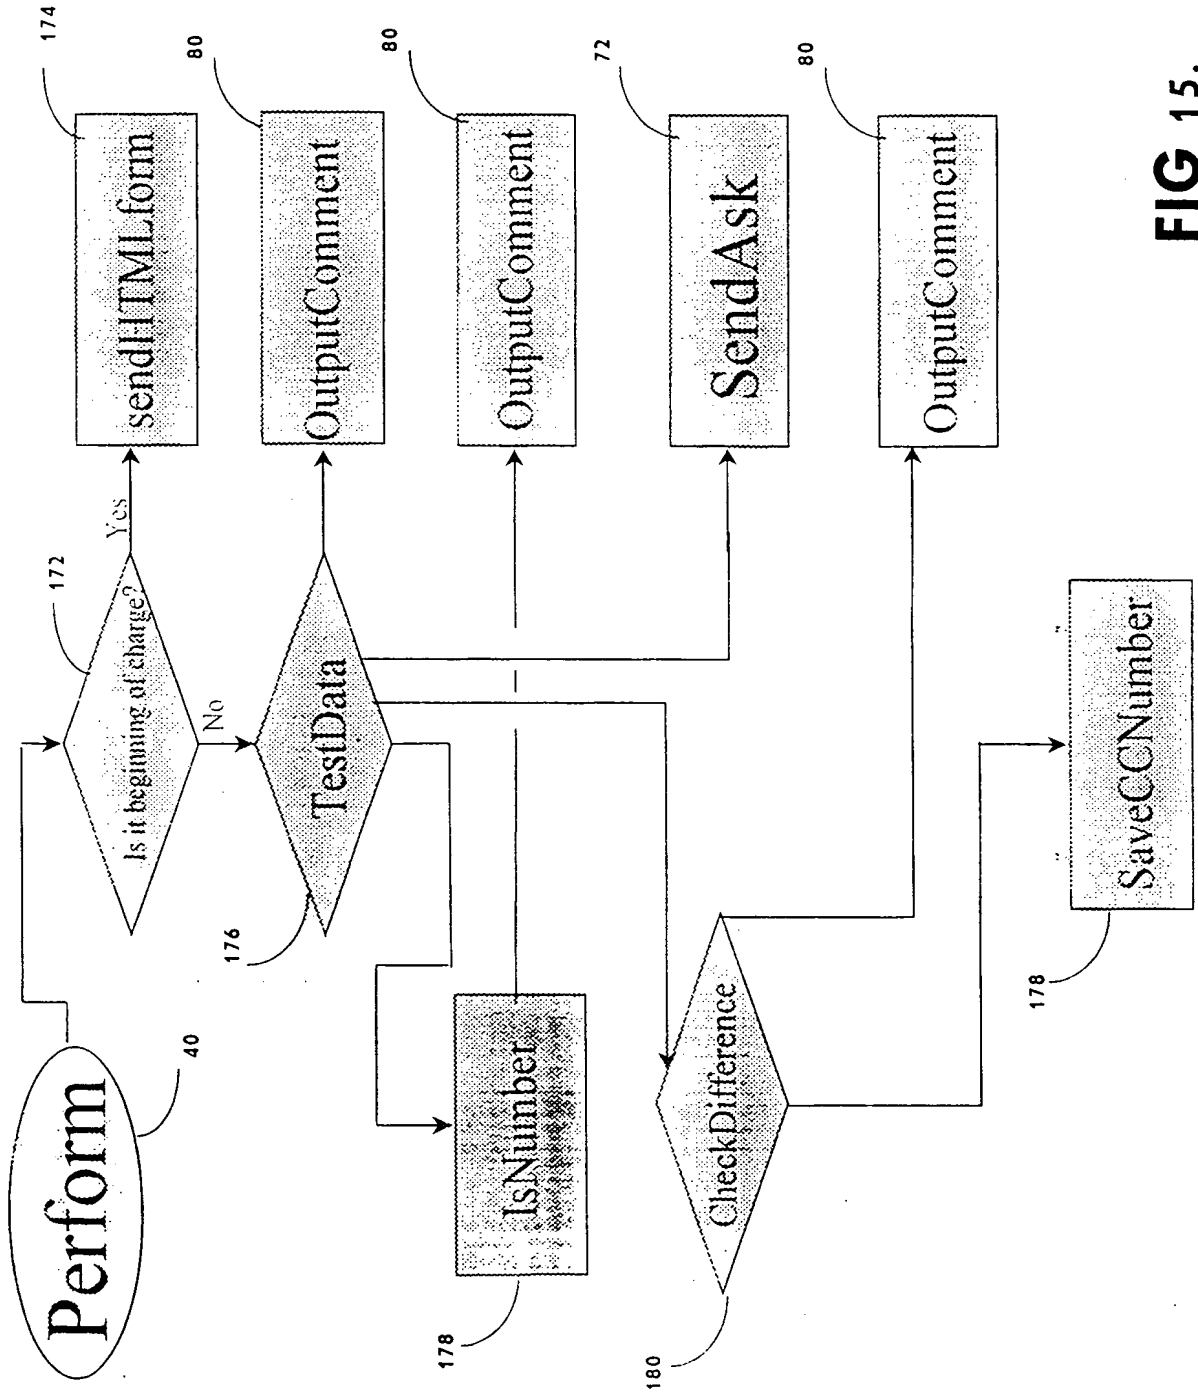 Perform
40
Is it beginning of charge?
172
Yes
sendHTMLform
174
No
TestData
176
OutputComment
80
IsNumber
178
OutputComment
80
SendAsk
72
CheckDifference
180
OutputComment
80
SaveCCNumber
178
FIG 15.